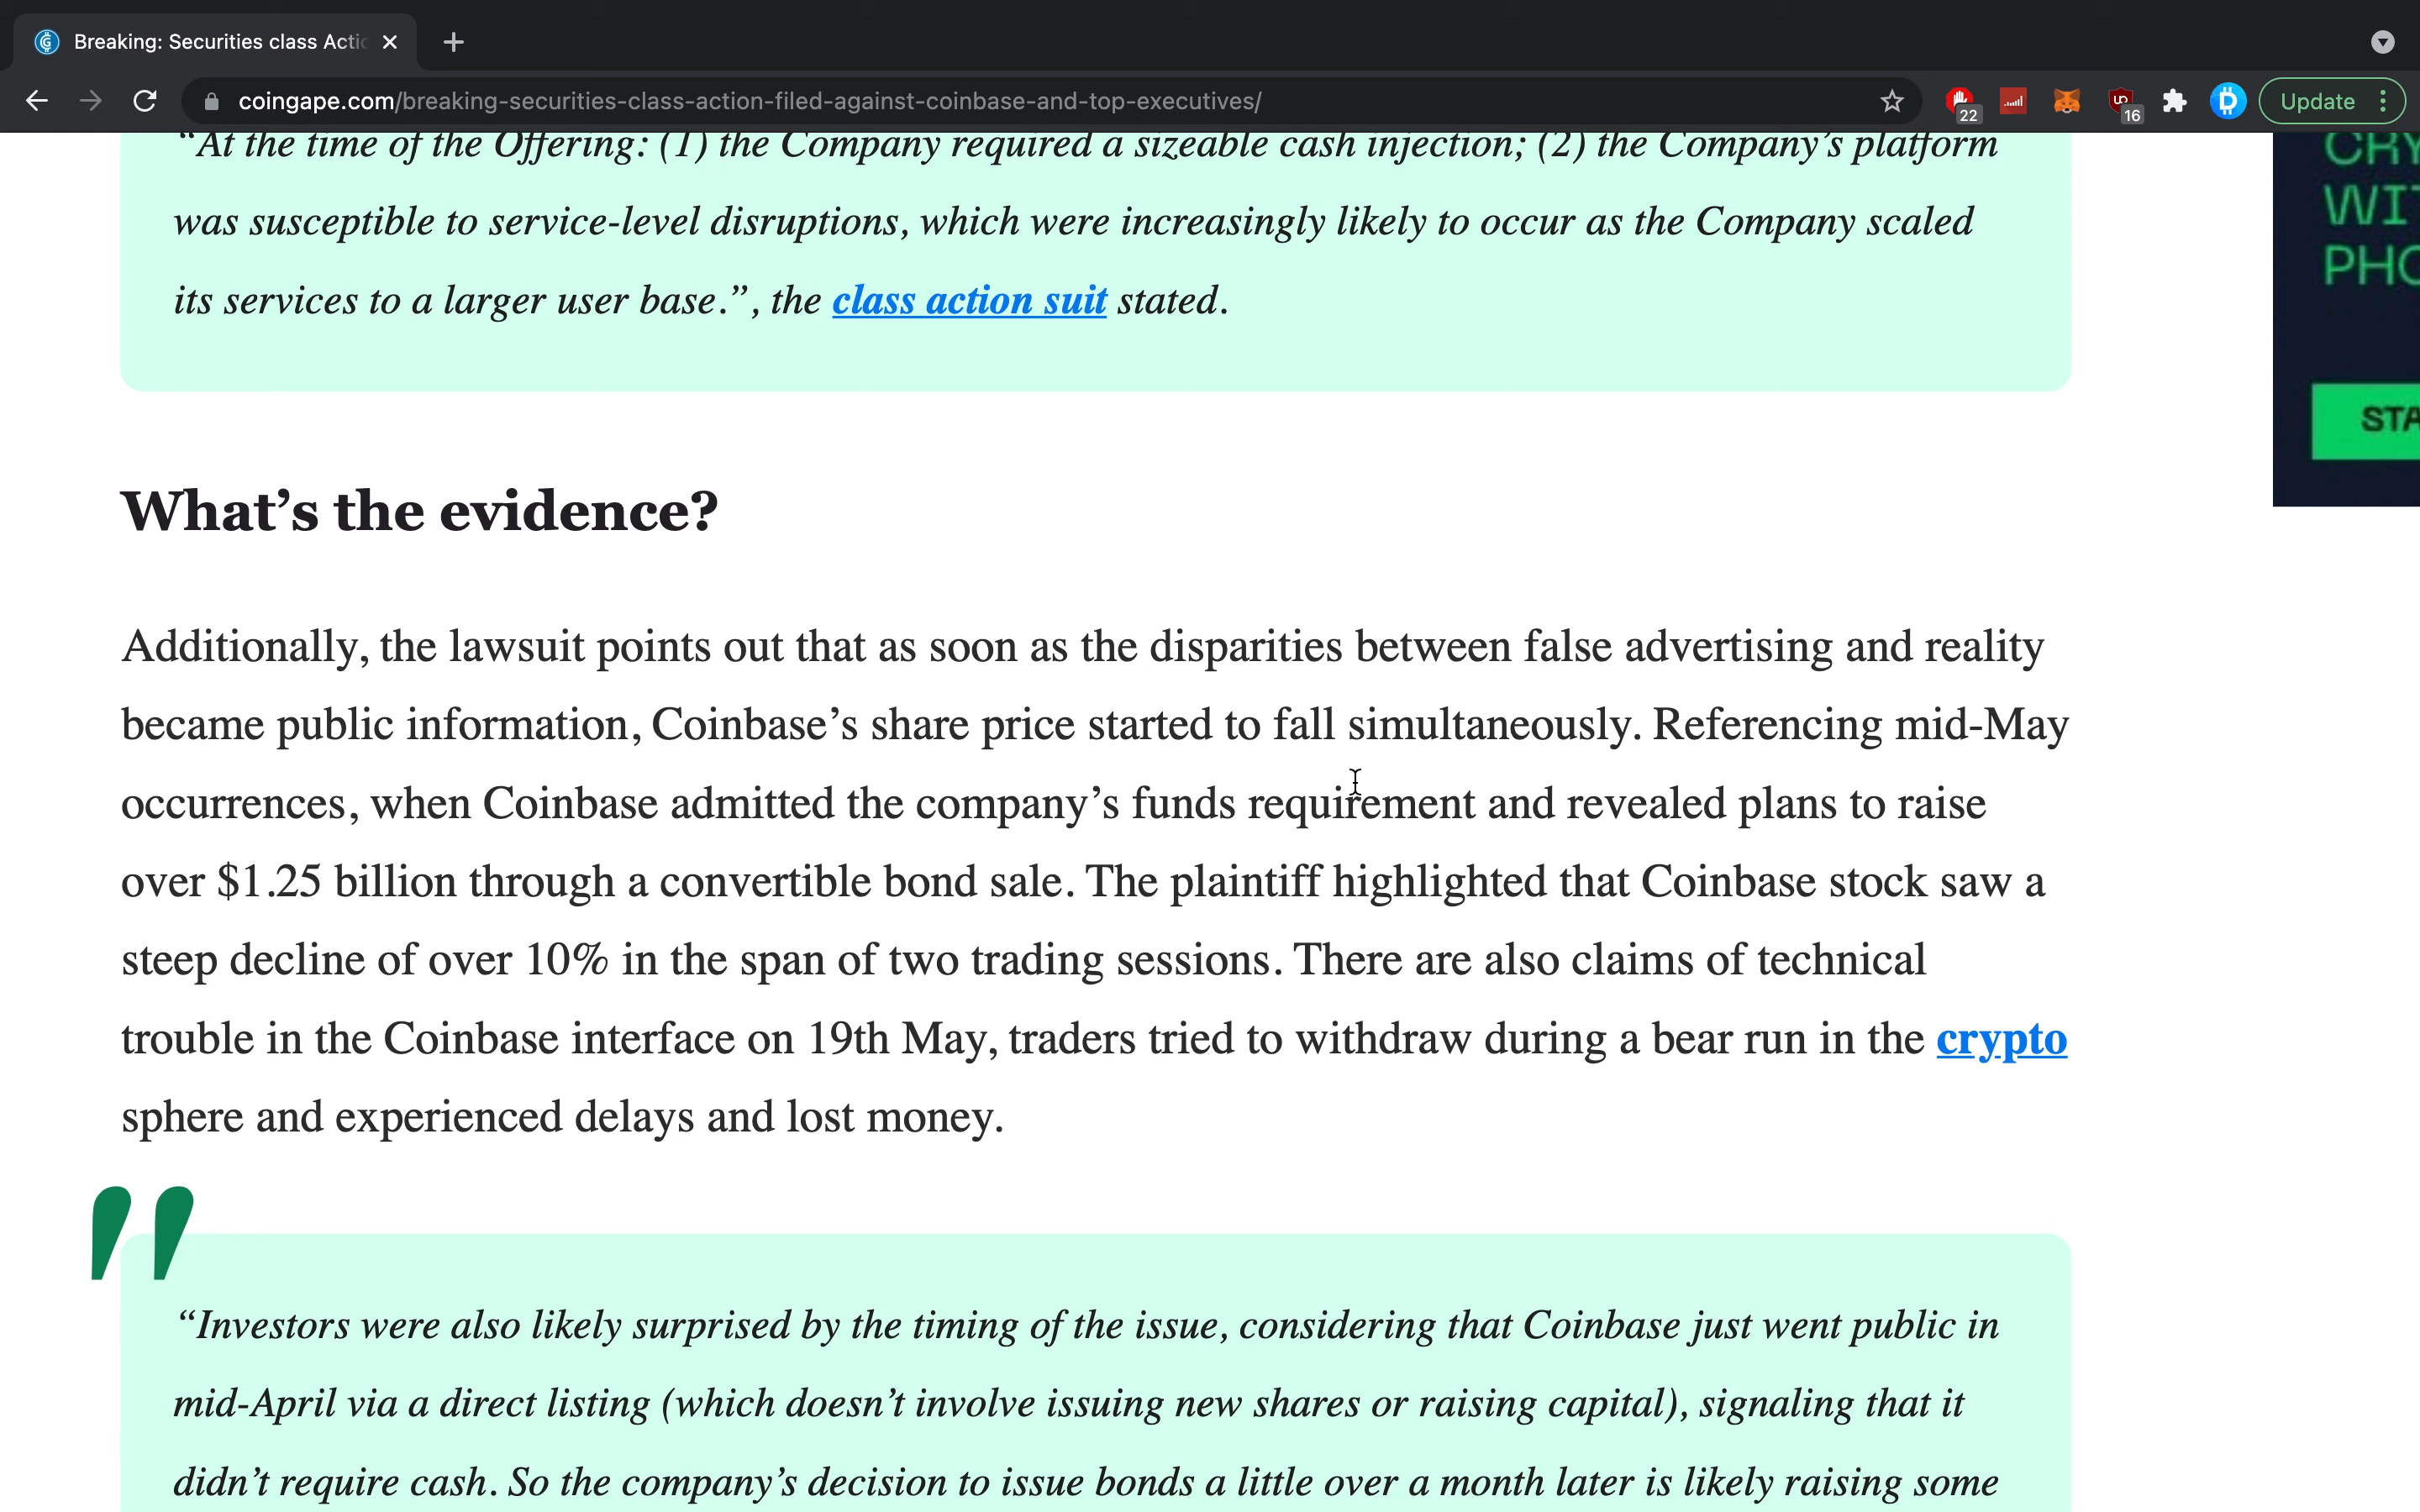 Breaking: Securities class Actic
coingape.com/breaking-securities-class-action-filed-against-coinbase-and-top-executives/
22
16
Update
“At the time of the Offering: (1) the Company required a sizeable cash injection; (2) the Company’s platform
was susceptible to service-level disruptions, which were increasingly likely to occur as the Company scaled
its services to a larger user base.”, the class action suit stated.
CRY
WIT
PHO
STA
What’s the evidence?
Additionally, the lawsuit points out that as soon as the disparities between false advertising and reality
became public information, Coinbase’s share price started to fall simultaneously. Referencing mid-May
occurrences, when Coinbase admitted the company’s funds requirement and revealed plans to raise
over $1.25 billion through a convertible bond sale. The plaintiff highlighted that Coinbase stock saw a
steep decline of over 10% in the span of two trading sessions. There are also claims of technical
trouble in the Coinbase interface on 19th May, traders tried to withdraw during a bear run in the crypto
sphere and experienced delays and lost money.
“Investors were also likely surprised by the timing of the issue, considering that Coinbase just went public in
mid-April via a direct listing (which doesn’t involve issuing new shares or raising capital), signaling that it
didn’t require cash. So the company’s decision to issue bonds a little over a month later is likely raising some